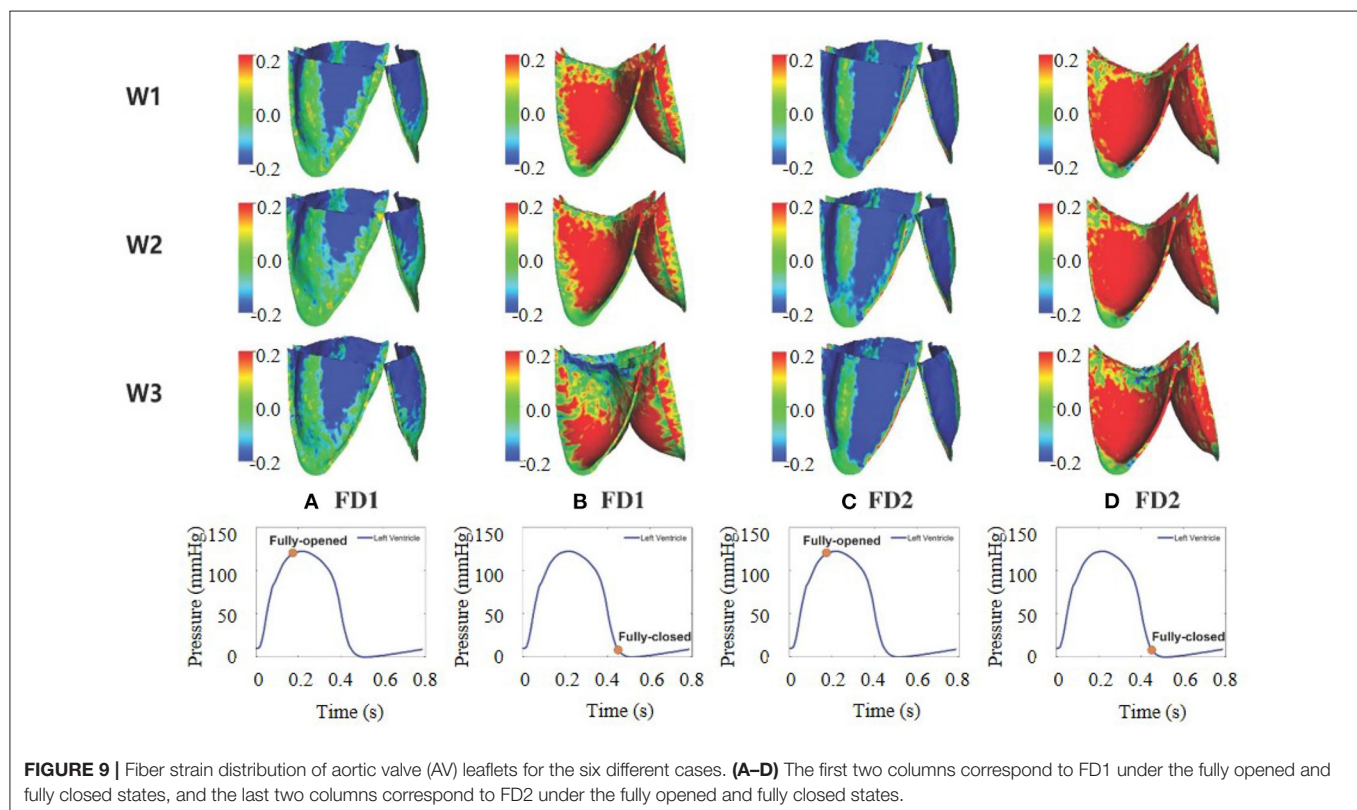 W1
0.2
0.0
-0.2
0.2
0.0
-0.2
0.2
0.0
-0.2
0.2
0.0
-0.2
W2
0.2
0.0
-0.2
0.2
0.0
-0.2
0.2
0.0
-0.2
0.2
0.0
-0.2
W3
0.2
0.0
-0.2
0.2
0.0
-0.2
0.2
0.0
-0.2
0.2
0.0
-0.2
A FD1
B FD1
C FD2
D FD2
Pressure (mmHg)
150
100
50
0
Fully-opened
Left Ventricle
0 0.2 0.4 0.6 0.8
Time (s)
Pressure (mmHg)
150
100
50
0
Left Ventricle
Fully-closed
0 0.2 0.4 0.6 0.8
Time (s)
Pressure (mmHg)
150
100
50
0
Fully-opened
Left Ventricle
0 0.2 0.4 0.6 0.8
Time (s)
Pressure (mmHg)
150
100
50
0
Left Ventricle
Fully-closed
0 0.2 0.4 0.6 0.8
Time (s)
FIGURE 9 | Fiber strain distribution of aortic valve (AV) leaflets for the six different cases. (A–D) The first two columns correspond to FD1 under the fully opened and
fully closed states, and the last two columns correspond to FD2 under the fully opened and fully closed states.